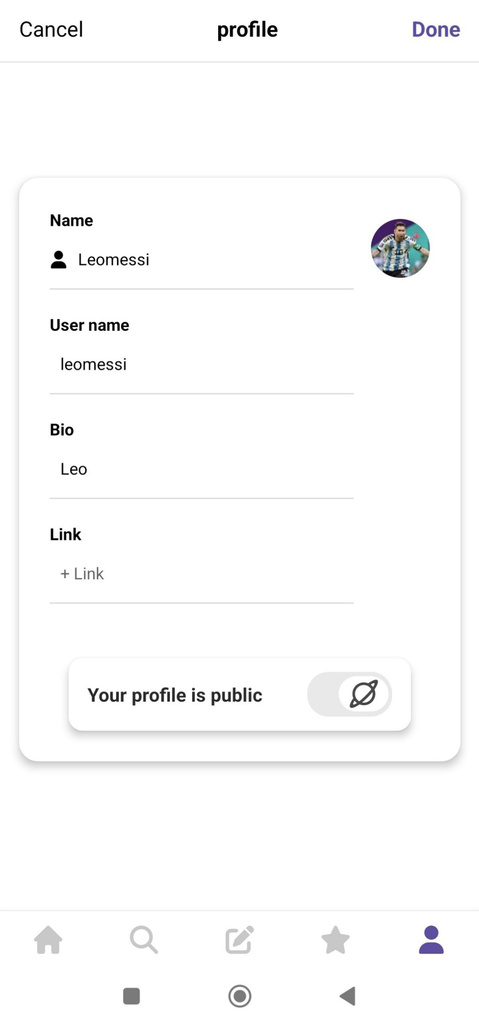 Cancel
profile
Done
Name
Leomessi
User name
leomessi
Bio
Leo
Link
+ Link
Your profile is public